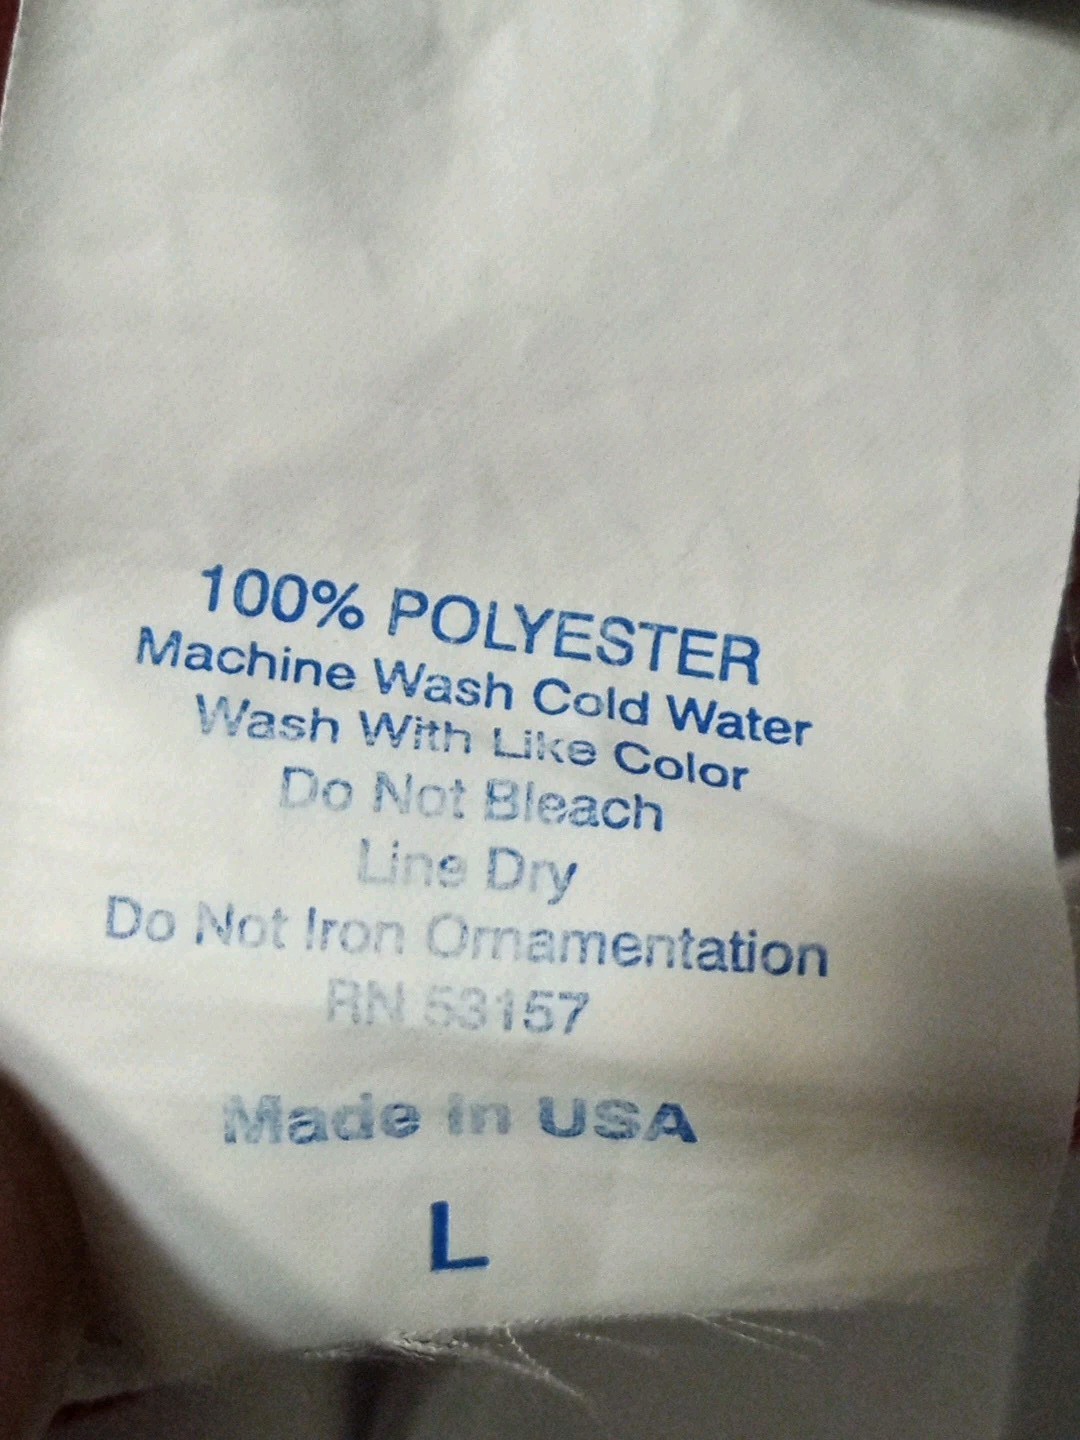 100% POLYESTER
Machine Wash Cold Water
Wash With Like Color
Do Not Bleach
Line Dry
Do Not Iron Ornamentation
RN 53157
Made in USA
L